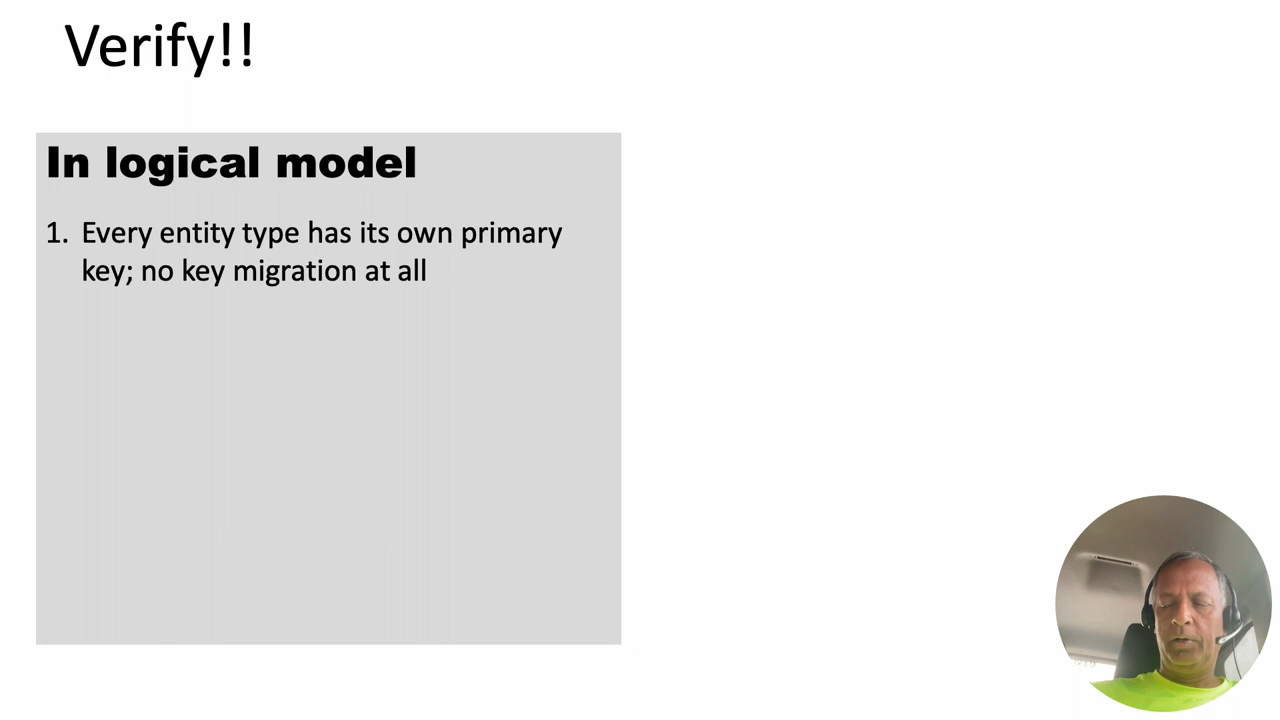 Verify!!
In logical model
1. Every entity type has its own primary
key; no key migration at all